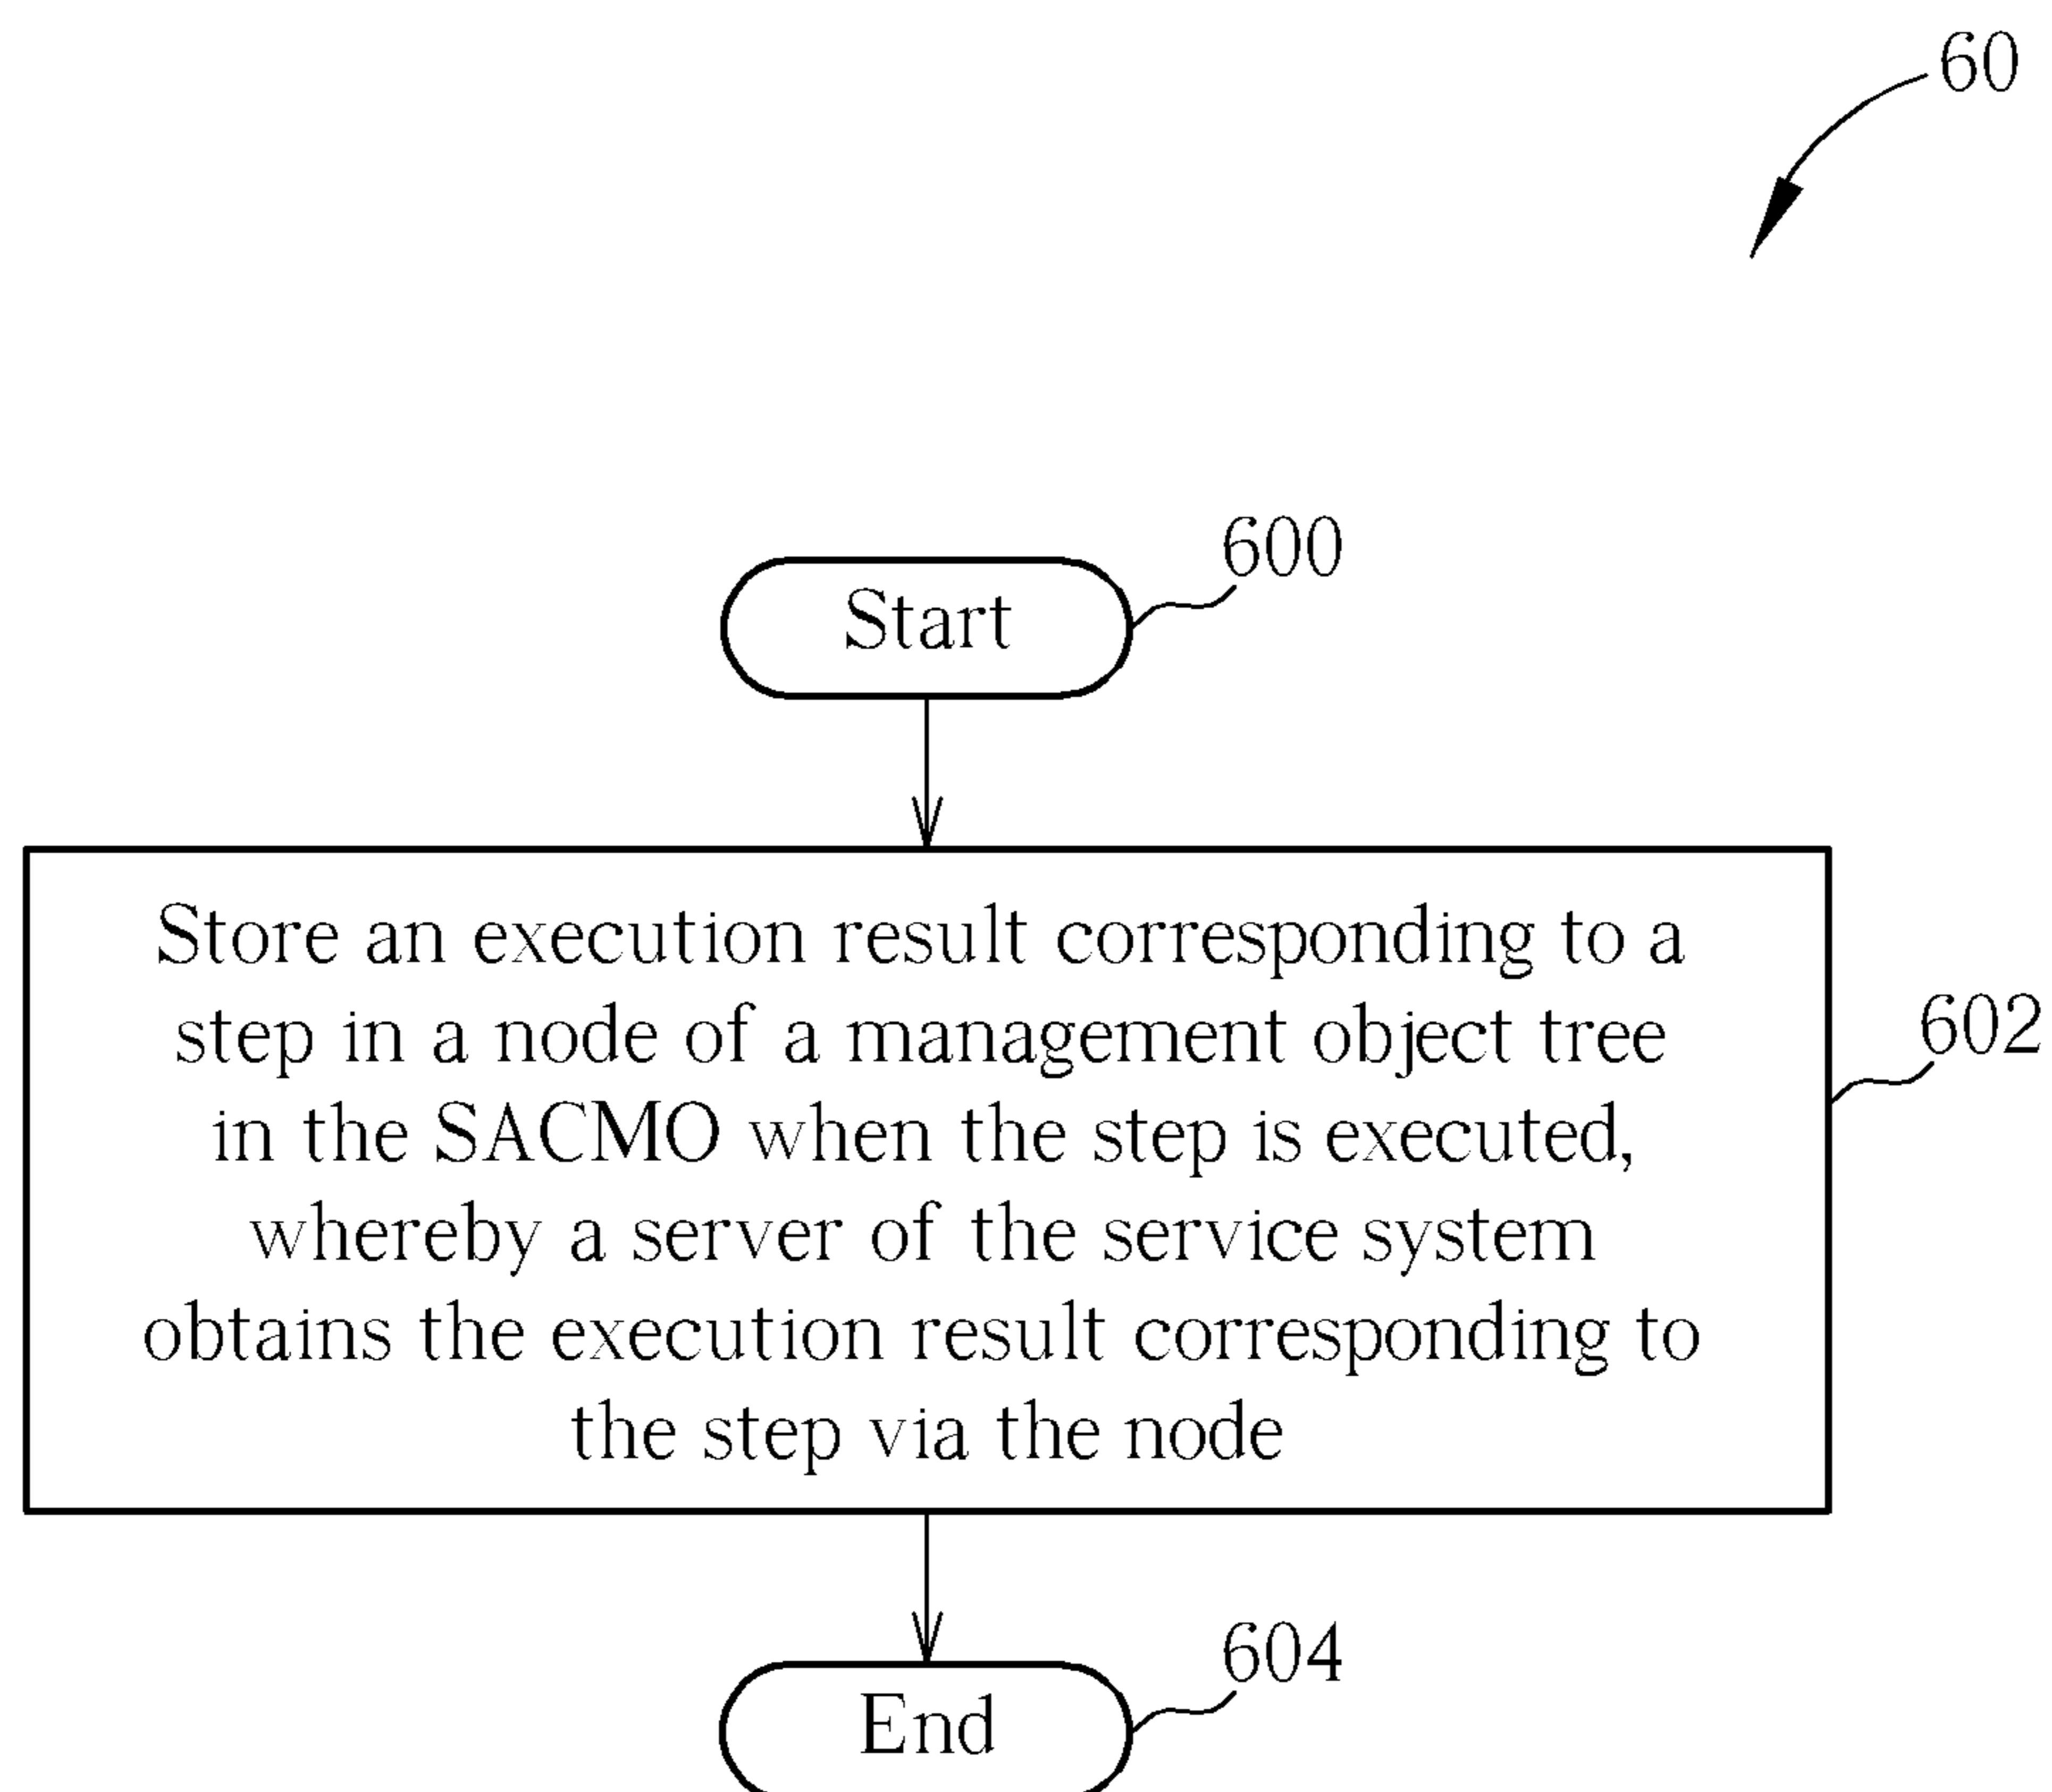 60
600
Start
Store an execution result corresponding to a
step in a node of a management object tree
in the SACMO when the step is executed,
whereby a server of the service system
obtains the execution result corresponding to
the step via the node
602
604
End